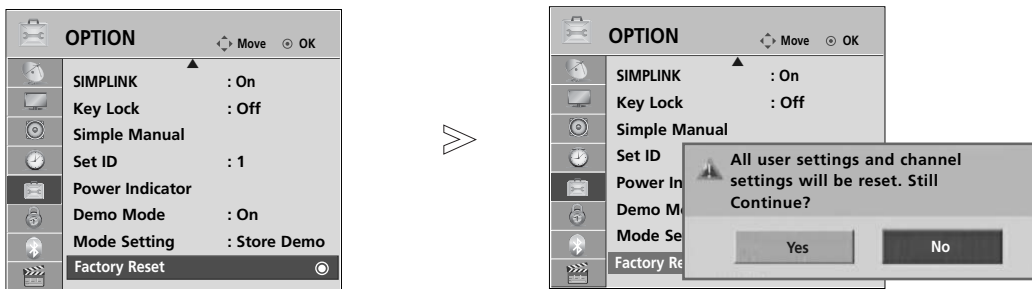 OPTION
Move OK
SIMPLINK : On
Key Lock : Off
Simple Manual
Set ID : 1
Power Indicator
Demo Mode : On
Mode Setting : Store Demo
Factory Reset
>
OPTION
Move OK
SIMPLINK : On
Key Lock : Off
Simple Manual
Set ID
Power In
Demo M
Mode Se
Factory Re
All user settings and channel
settings will be reset. Still
Continue?
Yes No